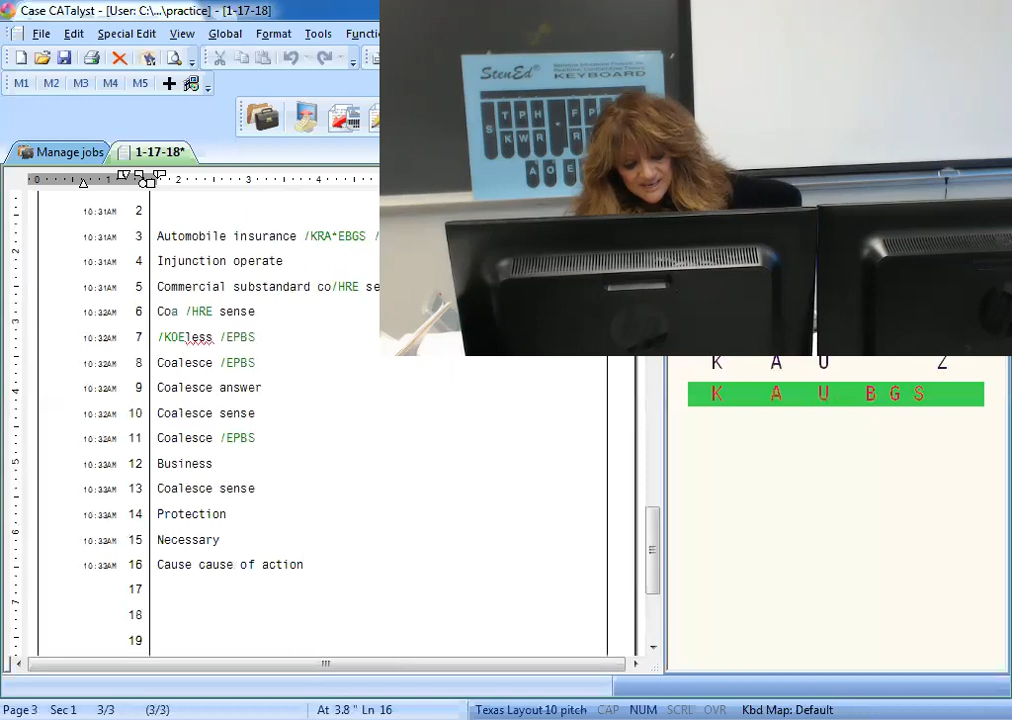 Case CATalyst - [User: C:\...\practice] - [1-17-18]
File Edit Special Edit View Global Format Tools
M1 M2 M3 M4 M5
Manage jobs 1-17-18*
StenEd®
KEYBOARD
T P H F P
S K W R R
A O E
0 1 2 3 4
10:31AM 2
10:31AM 3 Automobile insurance /KRA*EBGS /
10:31AM 4 Injunction operate
10:31AM 5 Commercial substandard co/HRE se
10:32AM 6 Coa /HRE sense
10:32AM 7 /KOEless /EPBS
10:32AM 8 Coalesce /EPBS
10:32AM 9 Coalesce answer
10:32AM 10 Coalesce sense
10:32AM 11 Coalesce /EPBS
10:33AM 12 Business
10:33AM 13 Coalesce sense
10:33AM 14 Protection
10:33AM 15 Necessary
10:33AM 16 Cause cause of action
17
18
19
K A U Z
K A U B G S
Page 3 Sec 1 3/3 (3/3) At 3.8 " Ln 16 Texas Layout 10 pitch CAP NUM SCRL OVR Kbd Map: Default